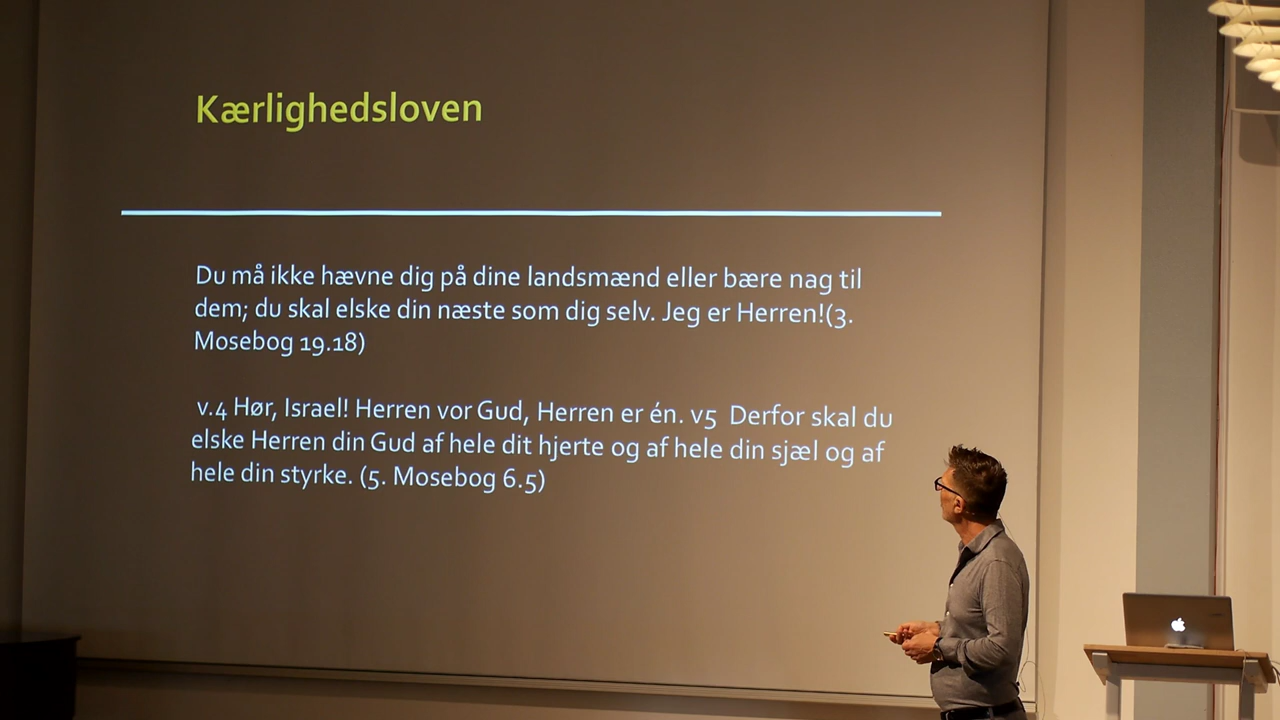 Kærlighedsloven
Du må ikke hævne dig på dine landsmænd eller bære nag til
dem; du skal elske din næste som dig selv. Jeg er Herren!(3.
Mosebog 19.18)
v.4 Hør, Israel! Herren vor Gud, Herren er én. v5  Derfor skal du
elske Herren din Gud af hele dit hjerte og af hele din sjæl og af
hele din styrke. (5. Mosebog 6.5)